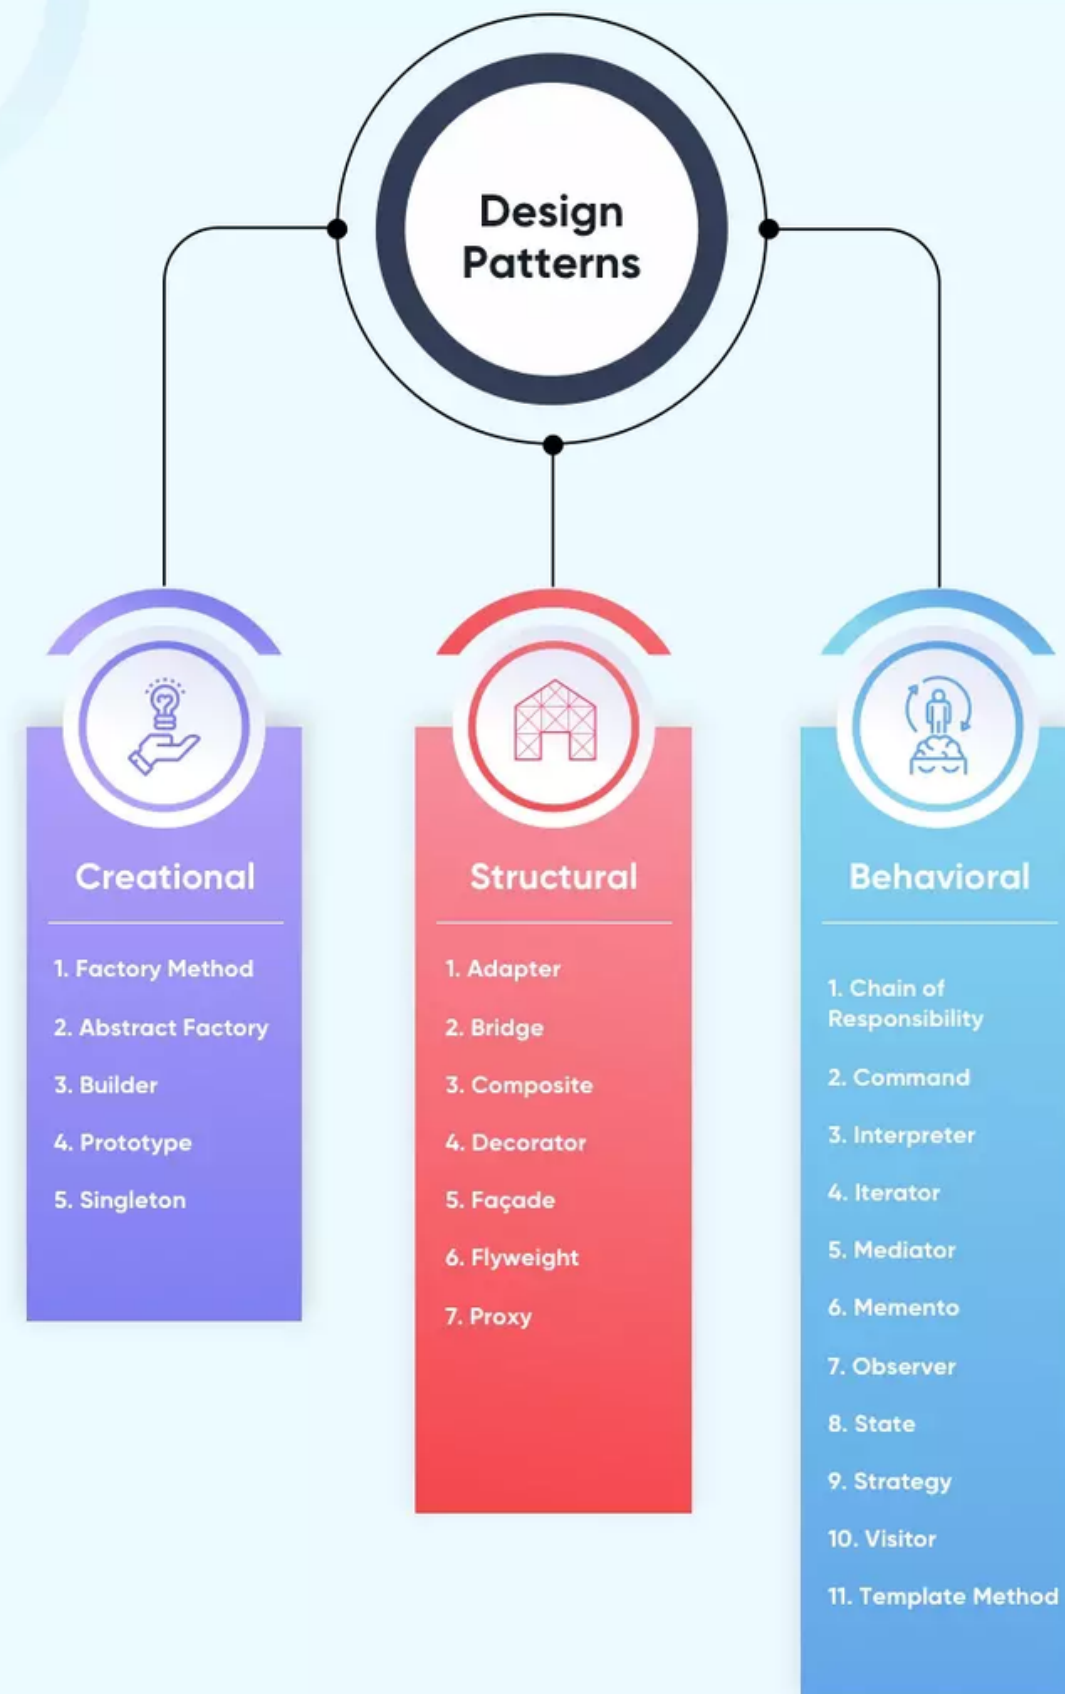 Design
Patterns
Creational
1. Factory Method
2. Abstract Factory
3. Builder
4. Prototype
5. Singleton
Structural
1. Adapter
2. Bridge
3. Composite
4. Decorator
5. Façade
6. Flyweight
7. Proxy
Behavioral
1. Chain of
Responsibility
2. Command
3. Interpreter
4. Iterator
5. Mediator
6. Memento
7. Observer
8. State
9. Strategy
10. Visitor
11. Template Method